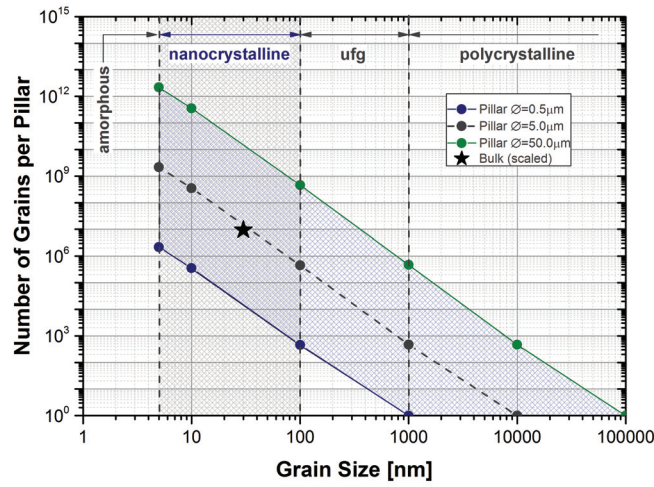 10^15
10^12
10^9
10^6
10^3
10^0
Number of Grains per Pillar
amorphous
nanocrystalline
ufg
polycrystalline
Pillar Ø=0.5µm
Pillar Ø=5.0µm
Pillar Ø=50.0µm
Bulk (scaled)
1
10
100
1000
10000
100000
Grain Size [nm]